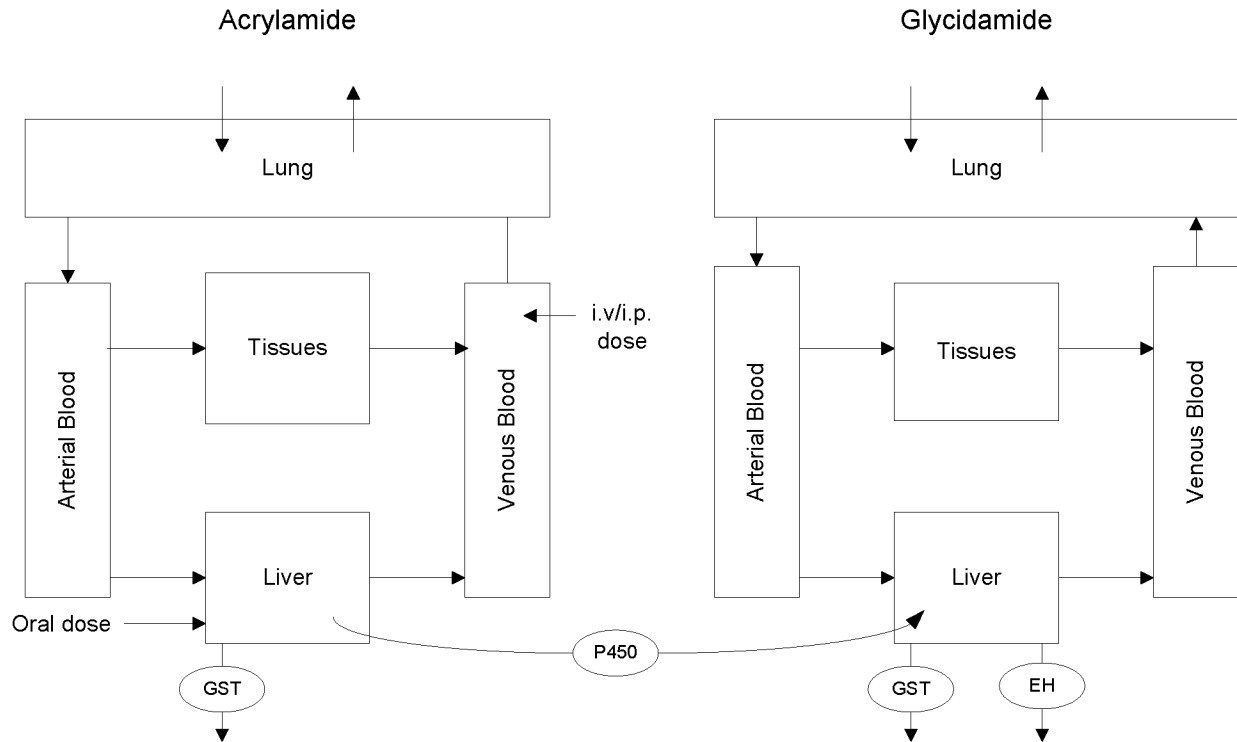 Acrylamide
Glycidamide
Lung
Lung
Arterial Blood
Tissues
Venous Blood
i.v/i.p.
dose
Arterial Blood
Tissues
Venous Blood
Liver
Liver
Oral dose
P450
GST
GST
EH